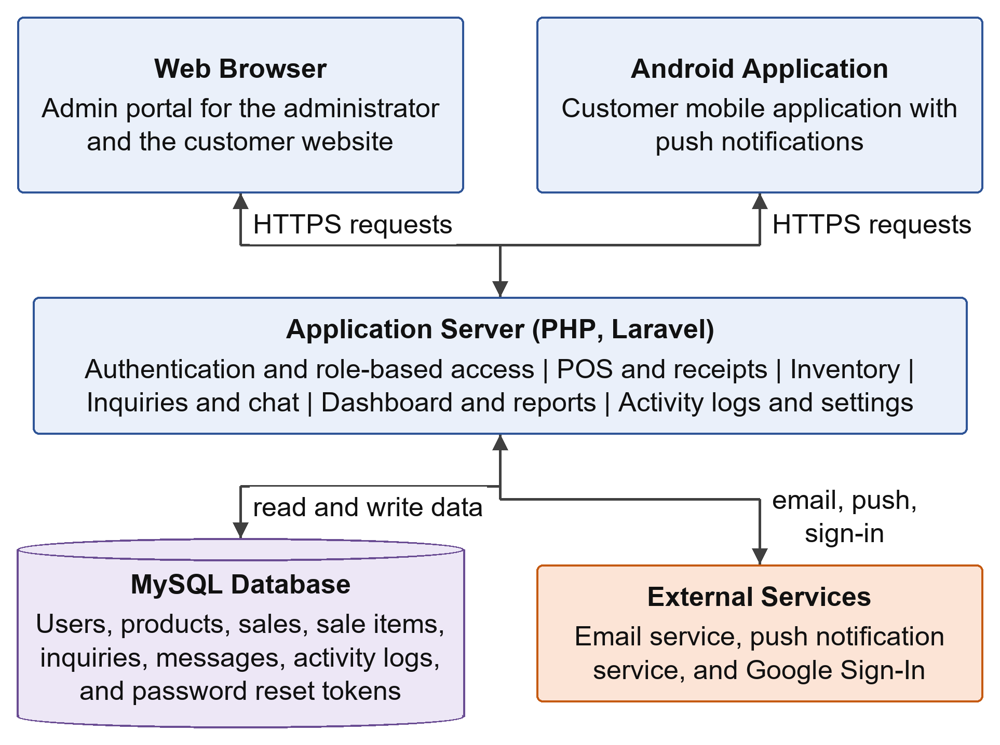 Web Browser
Admin portal for the administrator
and the customer website
Android Application
Customer mobile application with
push notifications
HTTPS requests
HTTPS requests
Application Server (PHP, Laravel)
Authentication and role-based access | POS and receipts | Inventory |
Inquiries and chat | Dashboard and reports | Activity logs and settings
read and write data
email, push,
sign-in
MySQL Database
Users, products, sales, sale items,
inquiries, messages, activity logs,
and password reset tokens
External Services
Email service, push notification
service, and Google Sign-In